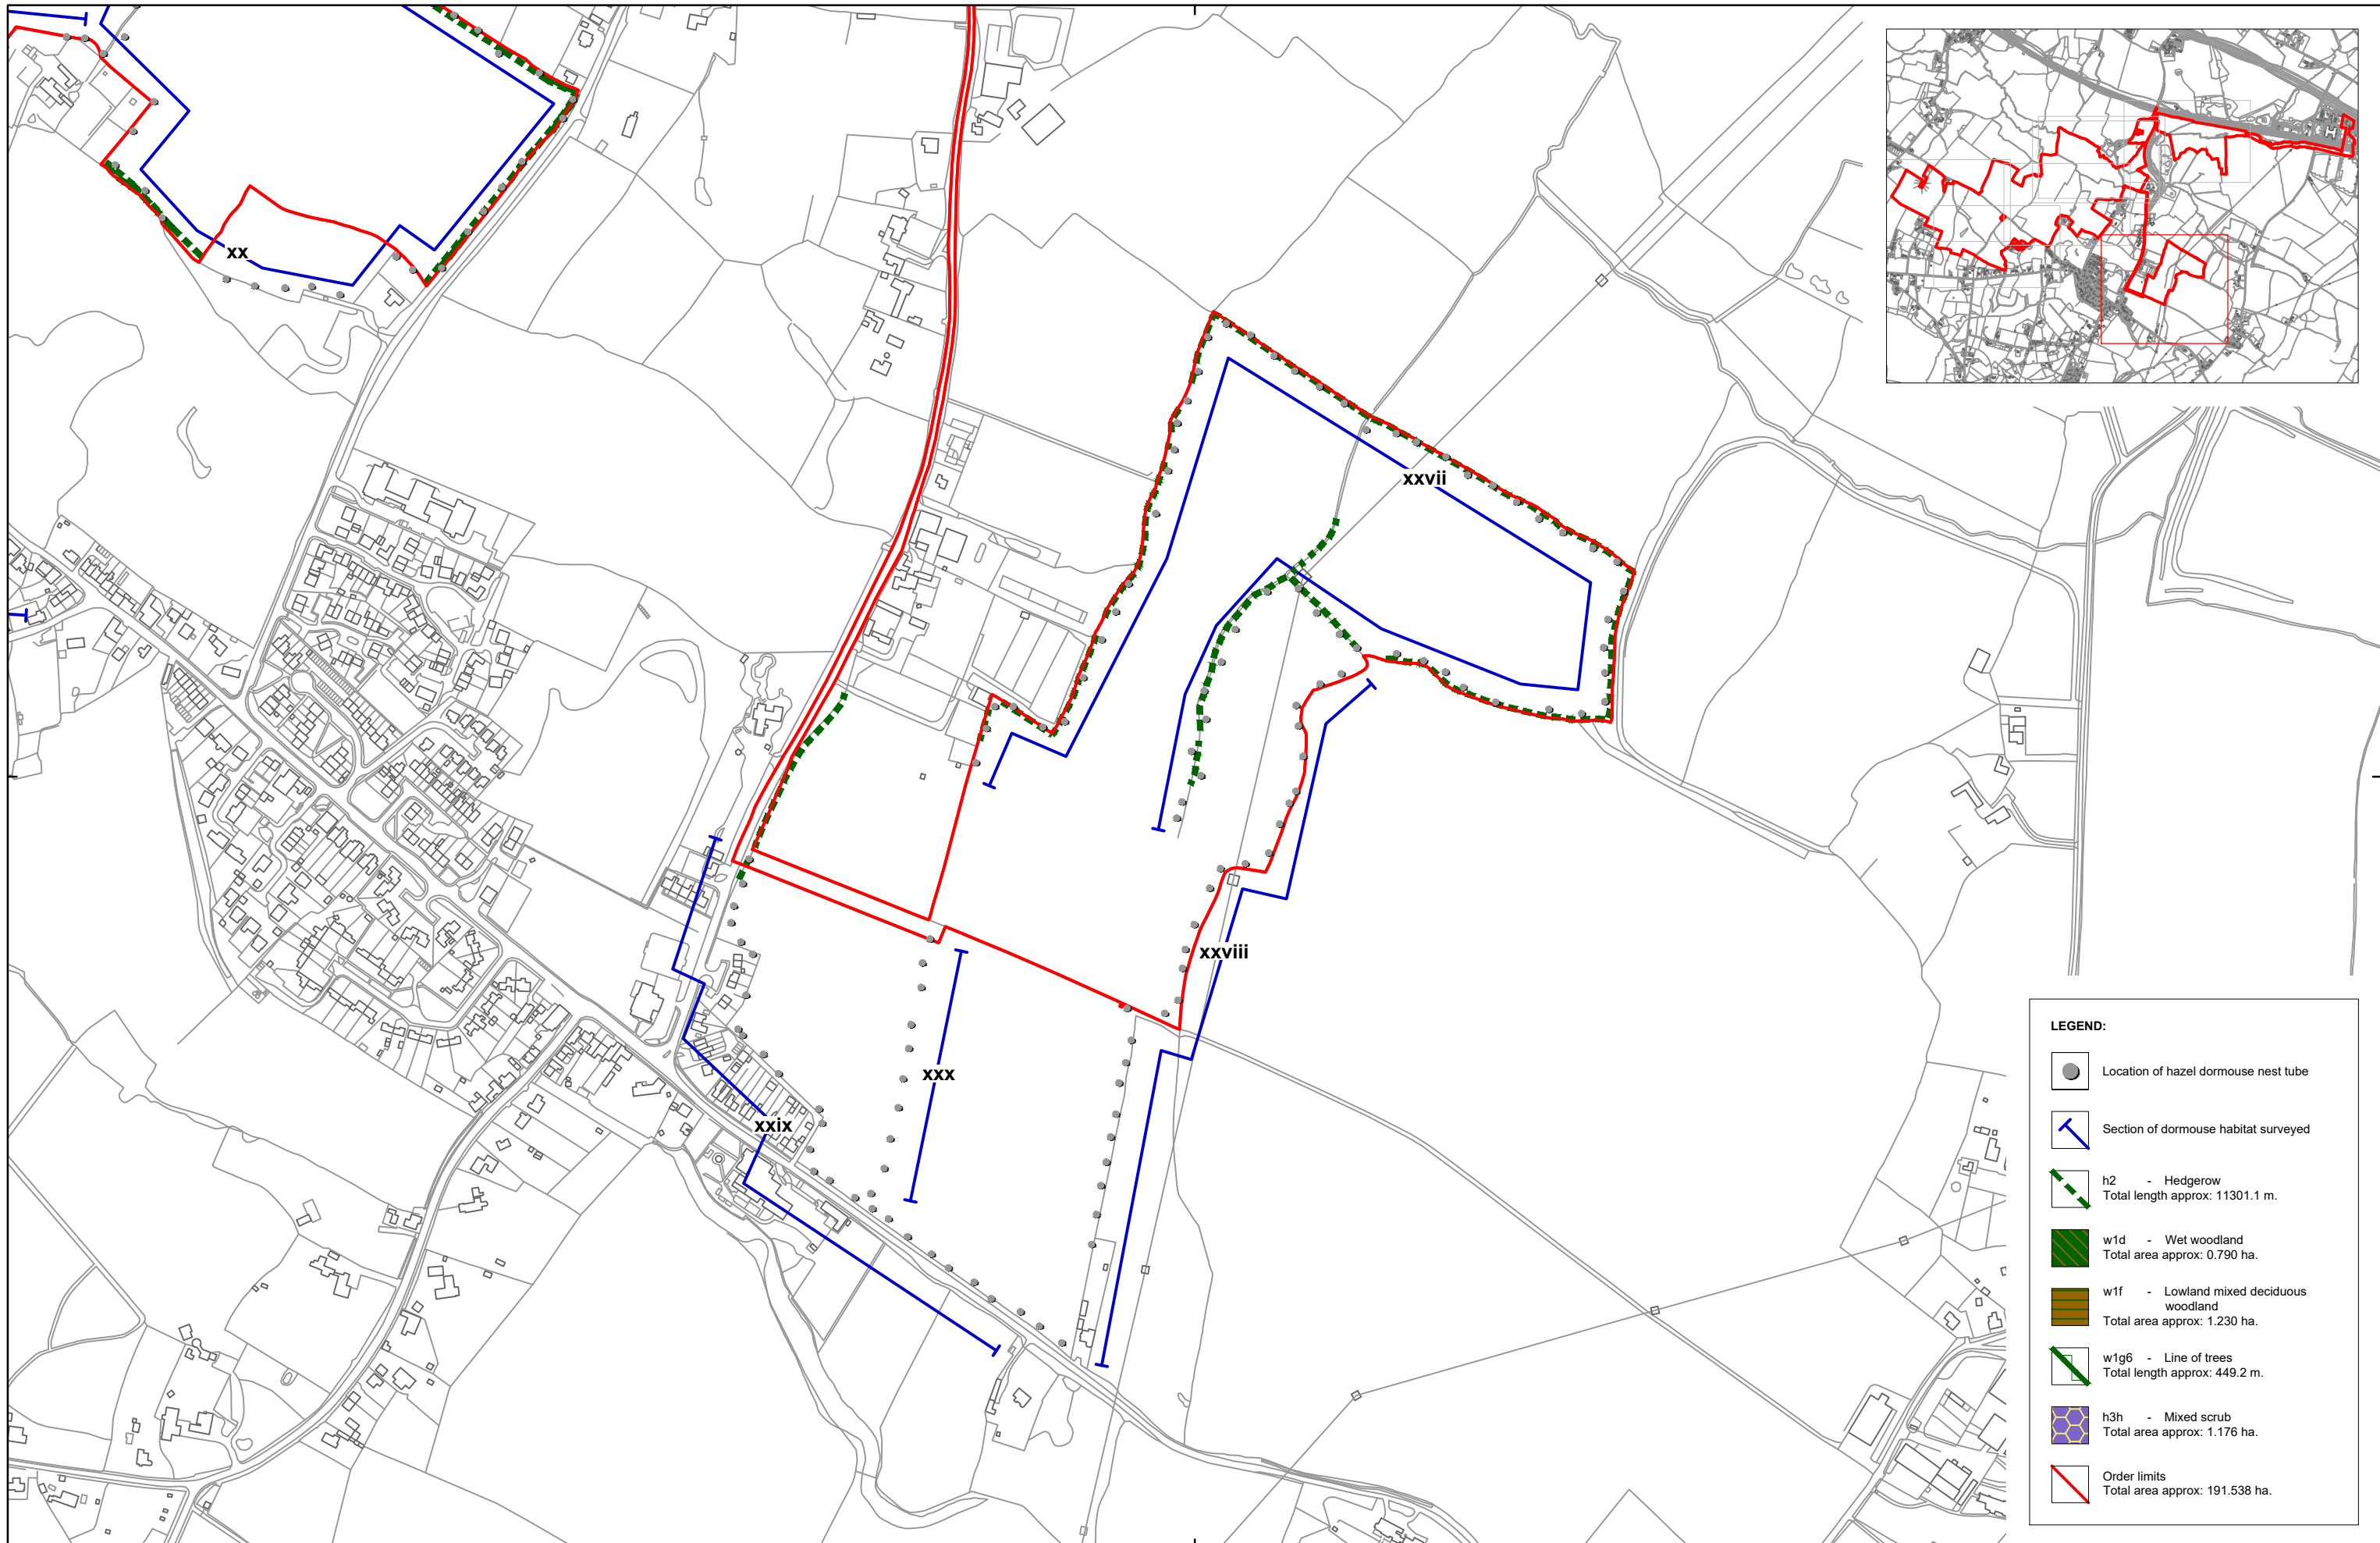 xx
xxvii
xxviii
xxx
xxix
LEGEND:
Location of hazel dormouse nest tube
Section of dormouse habitat surveyed
h2 - Hedgerow
Total length approx: 11301.1 m.
w1d - Wet woodland
Total area approx: 0.790 ha.
w1f - Lowland mixed deciduous
woodland
Total area approx: 1.230 ha.
w1g6 - Line of trees
Total length approx: 449.2 m.
h3h - Mixed scrub
Total area approx: 1.176 ha.
Order limits
Total area approx: 191.538 ha.